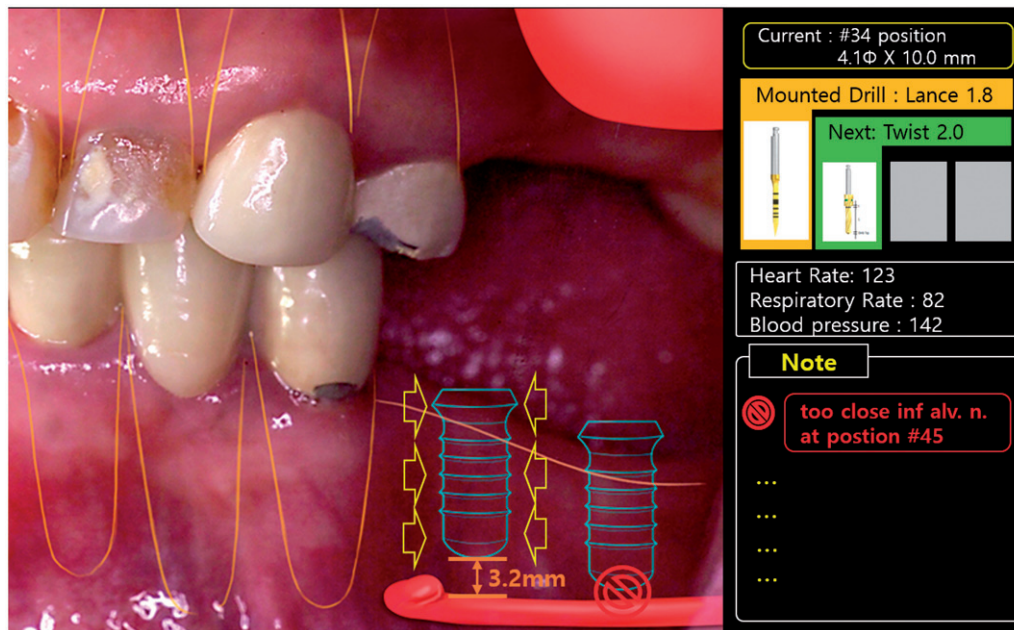 Current : #34 position
4.1Φ X 10.0 mm
Mounted Drill : Lance 1.8
Next: Twist 2.0
Heart Rate: 123
Respiratory Rate : 82
Blood pressure : 142
Note
too close inf alv. n.
at postion #45
...
...
...
...
3.2mm